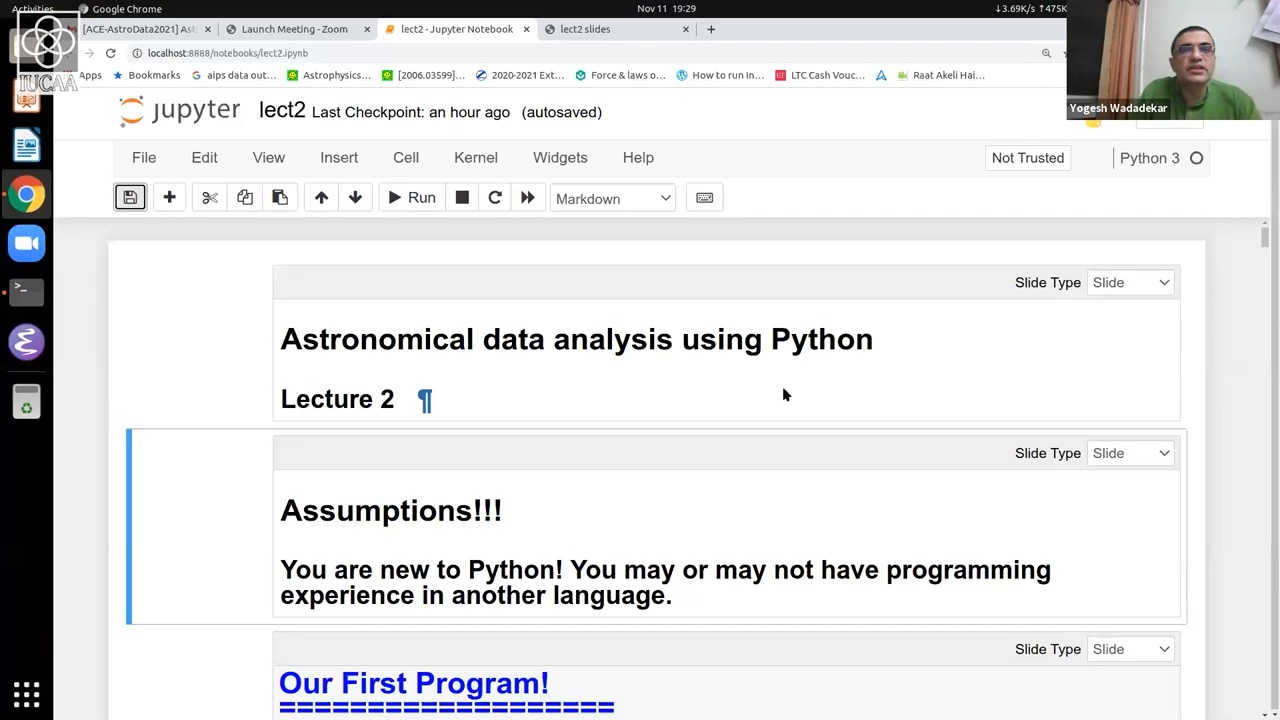 Activities
Google Chrome
Nov 11 19:29
↓3.69K/s ↑475K
[ACE-AstroData2021] Ast
Launch Meeting - Zoom
lect2 - Jupyter Notebook
lect2 slides
localhost:8888/notebooks/lect2.ipynb
Apps
Bookmarks
aips data out...
Astrophysics...
[2006.03599]...
2020-2021 Ext...
Force & laws o...
How to run In...
LTC Cash Vouc...
Raat Akeli Hai...
IUCAA
Yogesh Wadadekar
jupyter
lect2 Last Checkpoint: an hour ago (autosaved)
File Edit View Insert Cell Kernel Widgets Help
Not Trusted
Python 3
Run
Markdown
Slide Type Slide
Astronomical data analysis using Python
Lecture 2 ¶
Slide Type Slide
Assumptions!!!
You are new to Python! You may or may not have programming
experience in another language.
Slide Type Slide
Our First Program!
===================